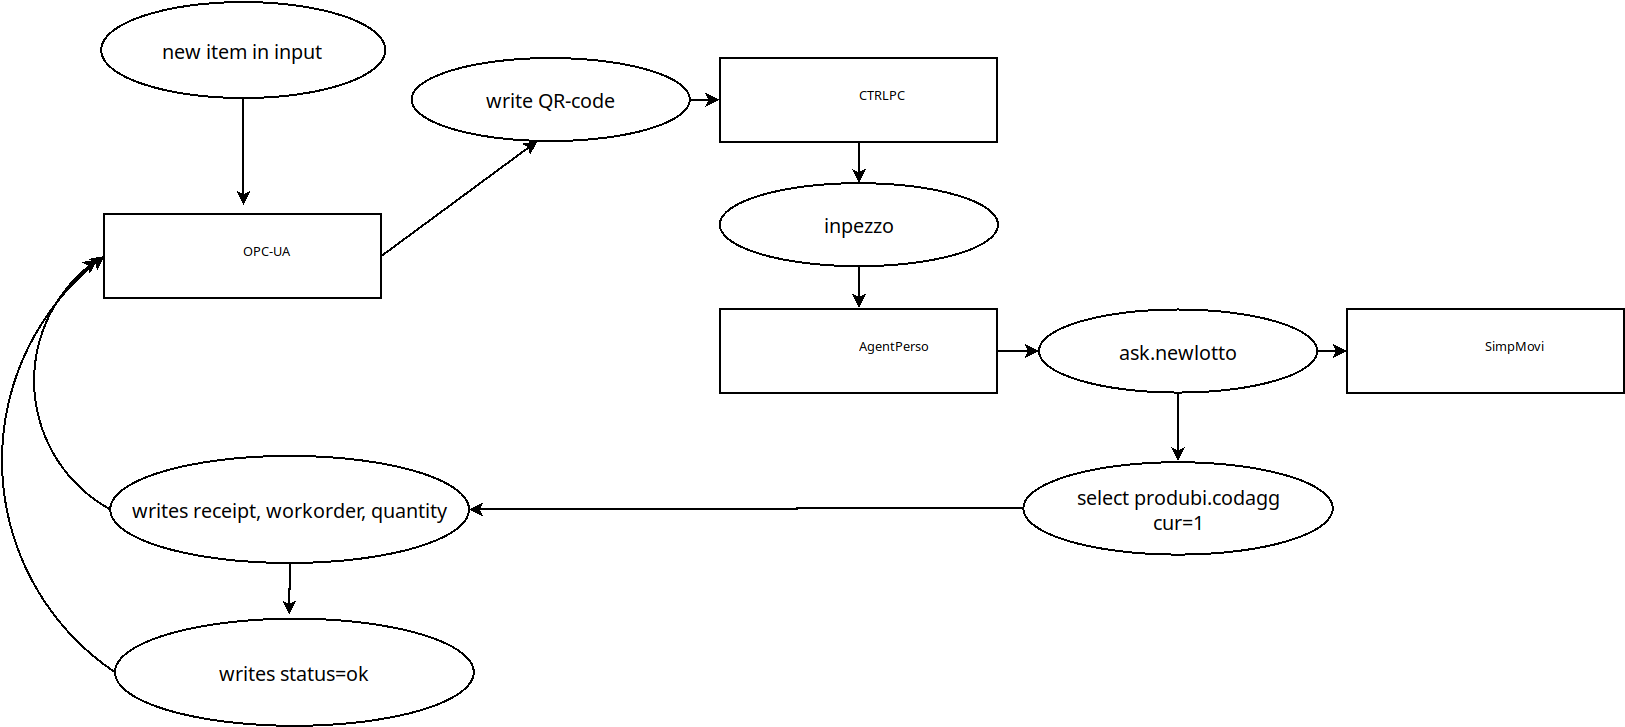 new item in input
write QR-code
CTRLPC
inpezzo
OPC-UA
AgentPerso
ask.newlotto
SimpMovi
writes receipt, workorder, quantity
select produbi.codagg
cur=1
writes status=ok